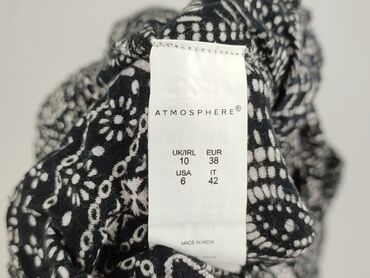 ATMOSPHERE®
UK/IRL EUR
10 38
USA IT
6 42
MADE IN INDIA